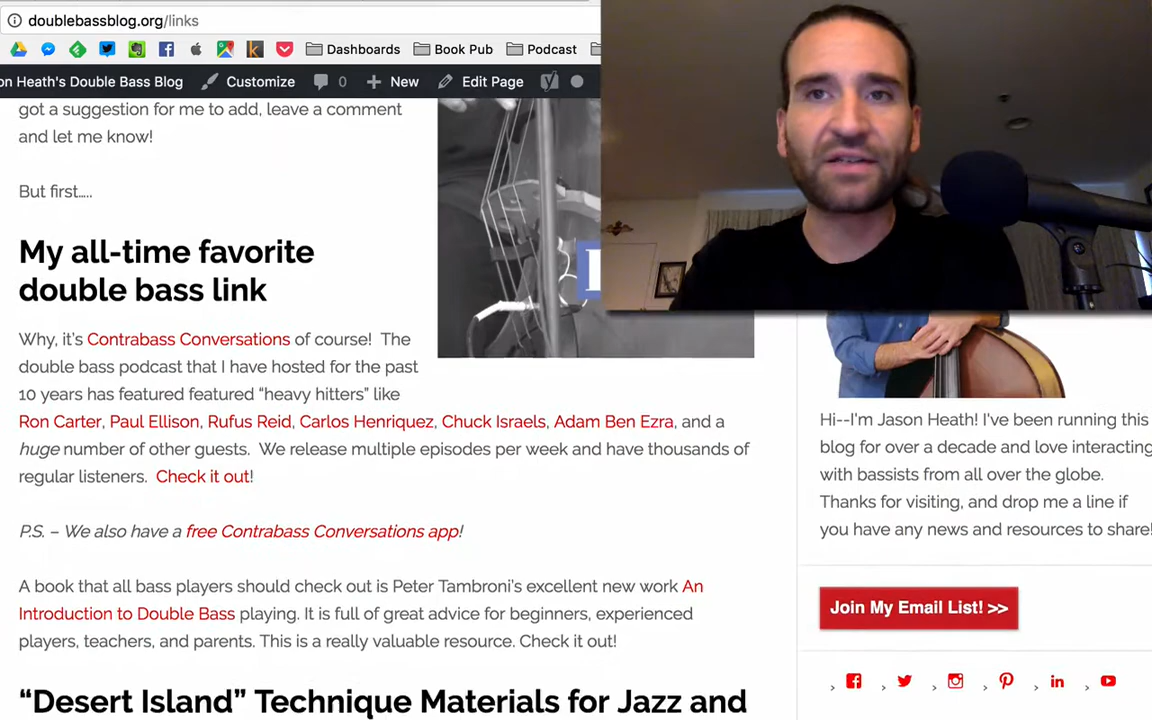 doublebassblog.org/links
Dashboards Book Pub Podcast
on Heath's Double Bass Blog Customize 0 New Edit Page
got a suggestion for me to add, leave a comment
and let me know!
But first.....
My all-time favorite
double bass link
Why, it's Contrabass Conversations of course! The
double bass podcast that I have hosted for the past
10 years has featured featured “heavy hitters” like
Ron Carter, Paul Ellison, Rufus Reid, Carlos Henriquez, Chuck Israels, Adam Ben Ezra, and a
huge number of other guests. We release multiple episodes per week and have thousands of
regular listeners. Check it out!
P.S. – We also have a free Contrabass Conversations app!
A book that all bass players should check out is Peter Tambroni's excellent new work An
Introduction to Double Bass playing. It is full of great advice for beginners, experienced
players, teachers, and parents. This is a really valuable resource. Check it out!
“Desert Island” Technique Materials for Jazz and
Hi--I'm Jason Heath! I've been running this
blog for over a decade and love interacting
with bassists from all over the globe.
Thanks for visiting, and drop me a line if
you have any news and resources to share!
Join My Email List! >>